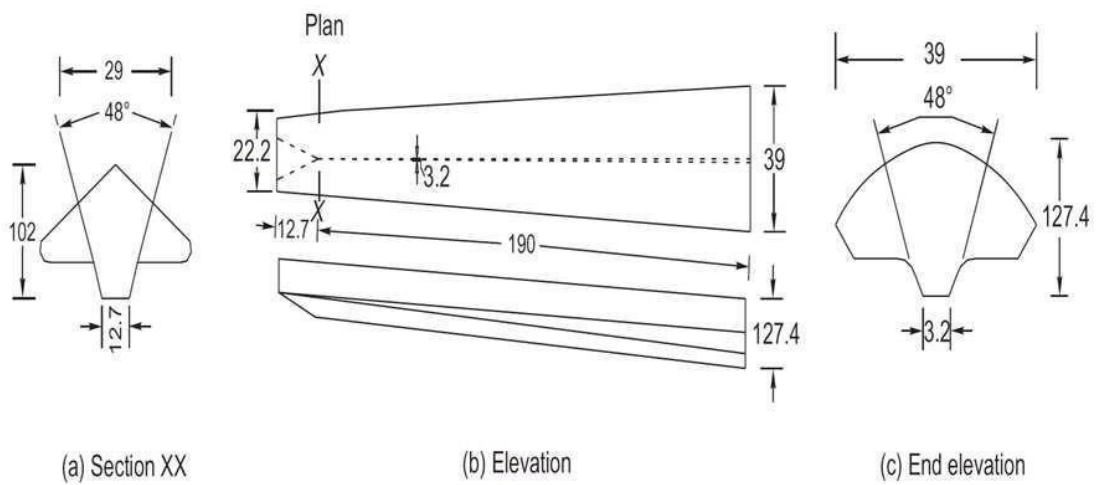 Plan
X
29
48°
102
12.7
(a) Section XX
22.2
3.2
39
X
12.7
190
127.4
(b) Elevation
39
48°
127.4
3.2
(c) End elevation